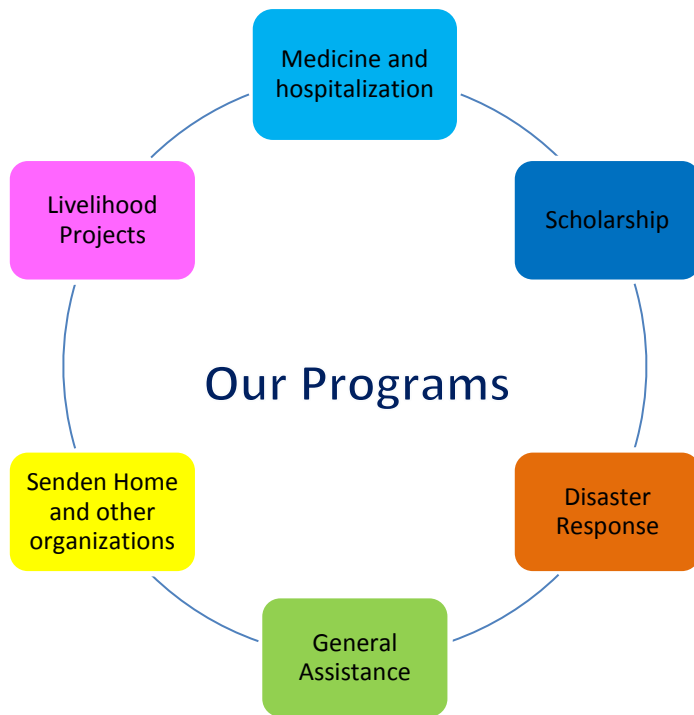 Medicine and
hospitalization
Livelihood
Projects
Scholarship
Our Programs
Senden Home
and other
organizations
Disaster
Response
General
Assistance